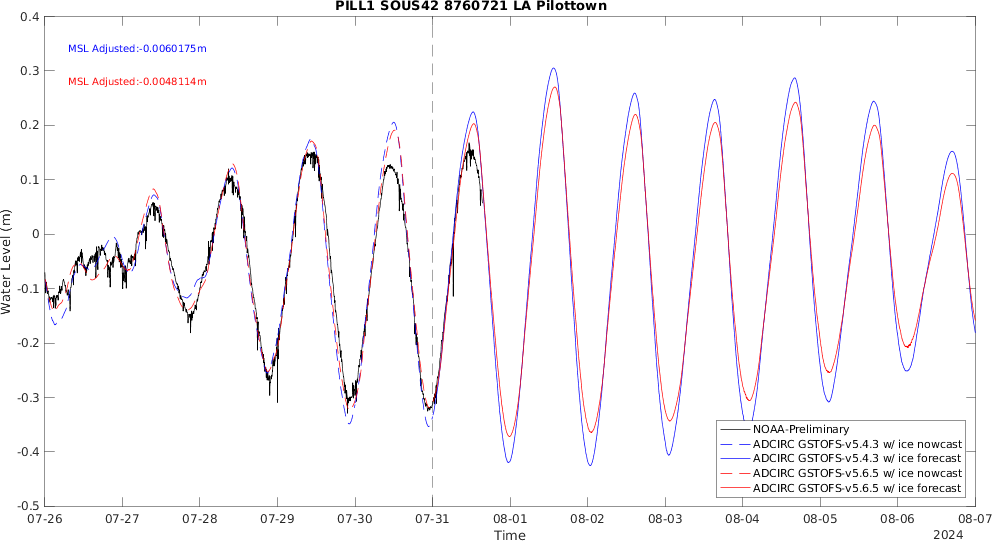 PILL1 SOUS42 8760721 LA Pilottown
MSL Adjusted:-0.0060175m
MSL Adjusted:-0.0048114m
Water Level (m)
0.4
0.3
0.2
0.1
0
-0.1
-0.2
-0.3
-0.4
-0.5
NOAA-Preliminary
ADCIRC GSTOFS-v5.4.3 w/ ice nowcast
ADCIRC GSTOFS-v5.4.3 w/ ice forecast
ADCIRC GSTOFS-v5.6.5 w/ ice nowcast
ADCIRC GSTOFS-v5.6.5 w/ ice forecast
07-26 07-27 07-28 07-29 07-30 07-31 08-01 08-02 08-03 08-04 08-05 08-06 08-07
Time
2024